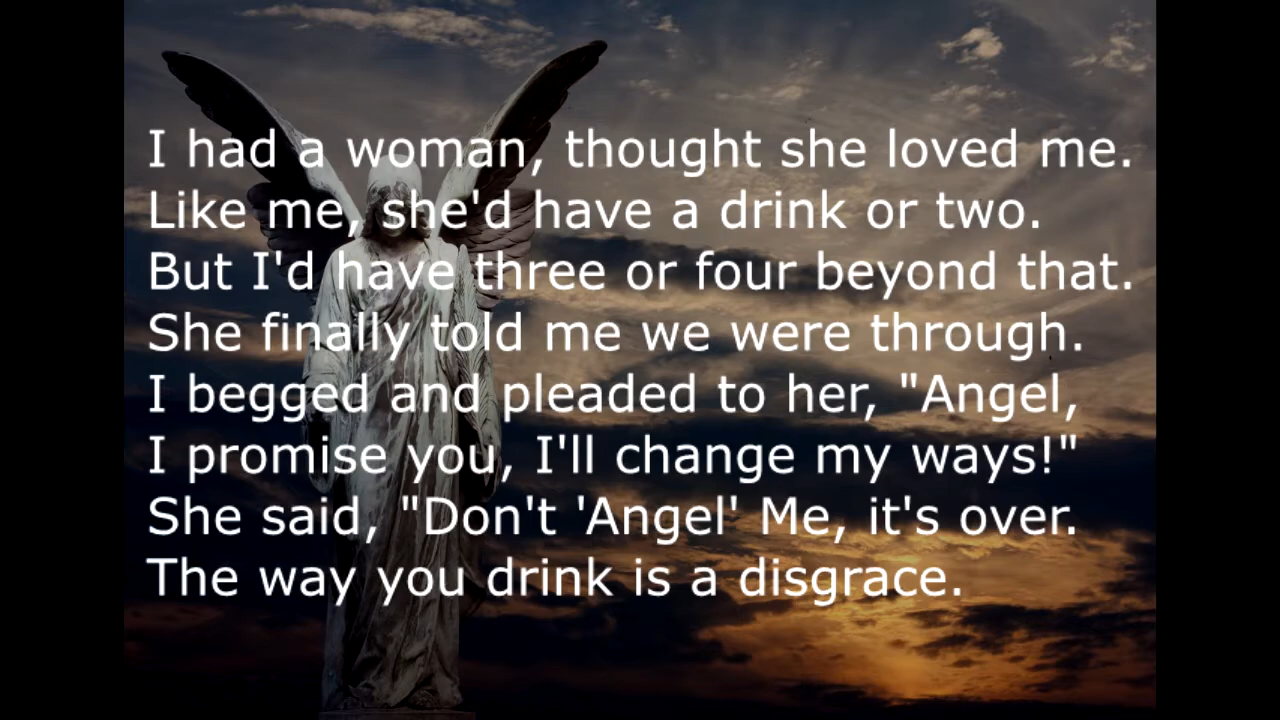 I had a woman, thought she loved me.
Like me, she'd have a drink or two.
But I'd have three or four beyond that.
She finally told me we were through.
I begged and pleaded to her, "Angel,
I promise you, I'll change my ways!"
She said, "Don't 'Angel' Me, it's over.
The way you drink is a disgrace.